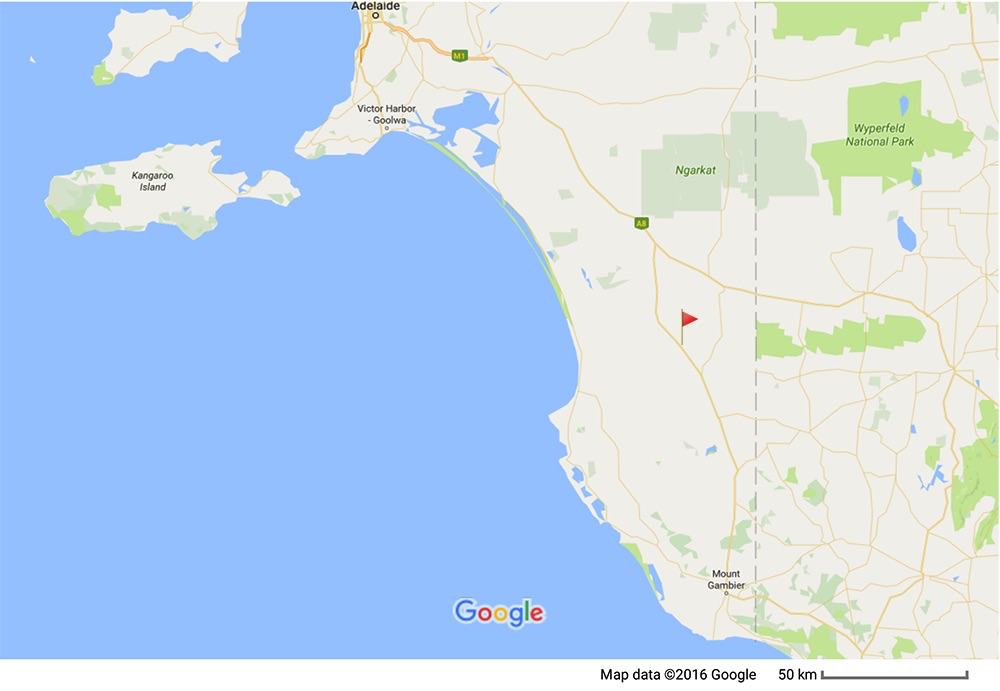 Adelaide
M1
Victor Harbor
- Goolwa
Wyperfeld
National Park
Ngarkat
Kangaroo
Island
A8
Mount
Gambier
Google
Map data ©2016 Google 50 km